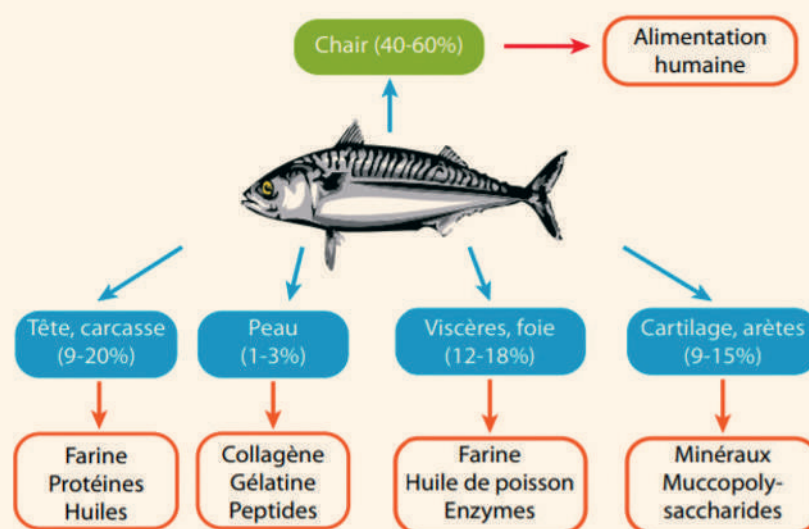 Chair (40-60%)
Alimentation
humaine
Tête, carcasse
(9-20%)
Peau
(1-3%)
Viscères, foie
(12-18%)
Cartilage, arètes
(9-15%)
Farine
Protéines
Huiles
Collagène
Gélatine
Peptides
Farine
Huile de poisson
Enzymes
Minéraux
Muccopoly-
saccharides